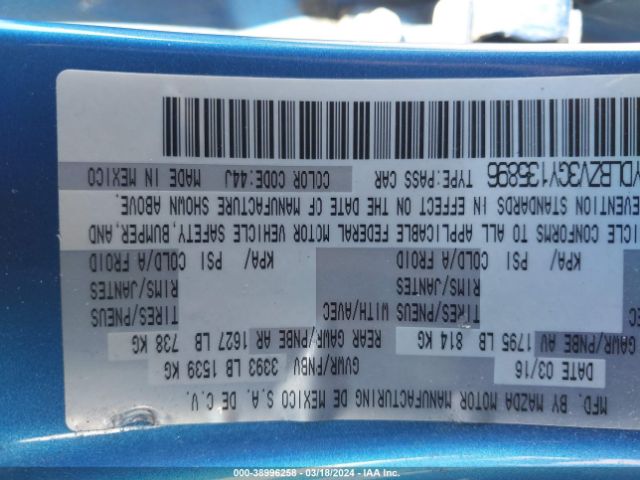 MFD. BY MAZDA MOTOR MANUFACTURING DE MEXICO S.A. DE C.V.
DATE 03/16 GVWR/PNBV 3393 LB 1539 KG
GAWR/PNBE AV 1795 LB 814 KG REAR GAWR/PNBE AR 1627 LB 738 KG
TIRES/PNEUS WITH/AVEC TIRES/PNEUS
RIMS/JANTES RIMS/JANTES
KPA/ PSI COLD/A FROID KPA/ PSI COLD/A FROID
ICLE CONFORMS TO ALL APPLICABLE FEDERAL MOTOR VEHICLE SAFETY, BUMPER, AND
EVENTION STANDARDS IN EFFECT ON THE DATE OF MANUFACTURE SHOWN ABOVE.
YDLBZV3GY135896 TYPE:PASS CAR COLOR CODE:44J MADE IN MEXICO
000-38996258 - 03/18/2024 - IAA Inc.